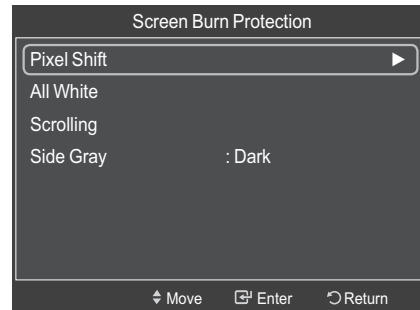 Screen Burn Protection
Pixel Shift ►
All White
Scrolling
Side Gray : Dark
Move Enter Return